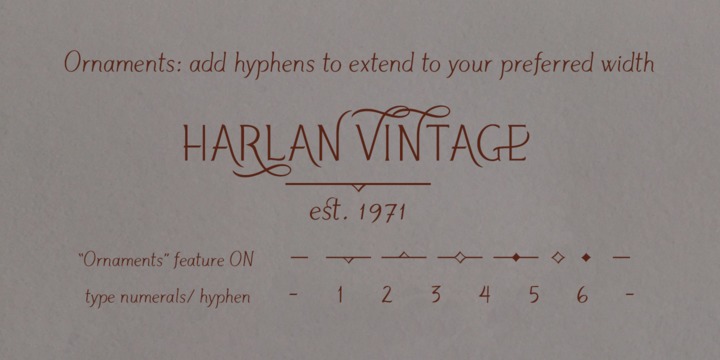 Ornaments: add hyphens to extend to your preferred width
HARLAN VINTAGE
est. 1971
"Ornaments" feature ON
type numerals/ hyphen - 1 2 3 4 5 6 -